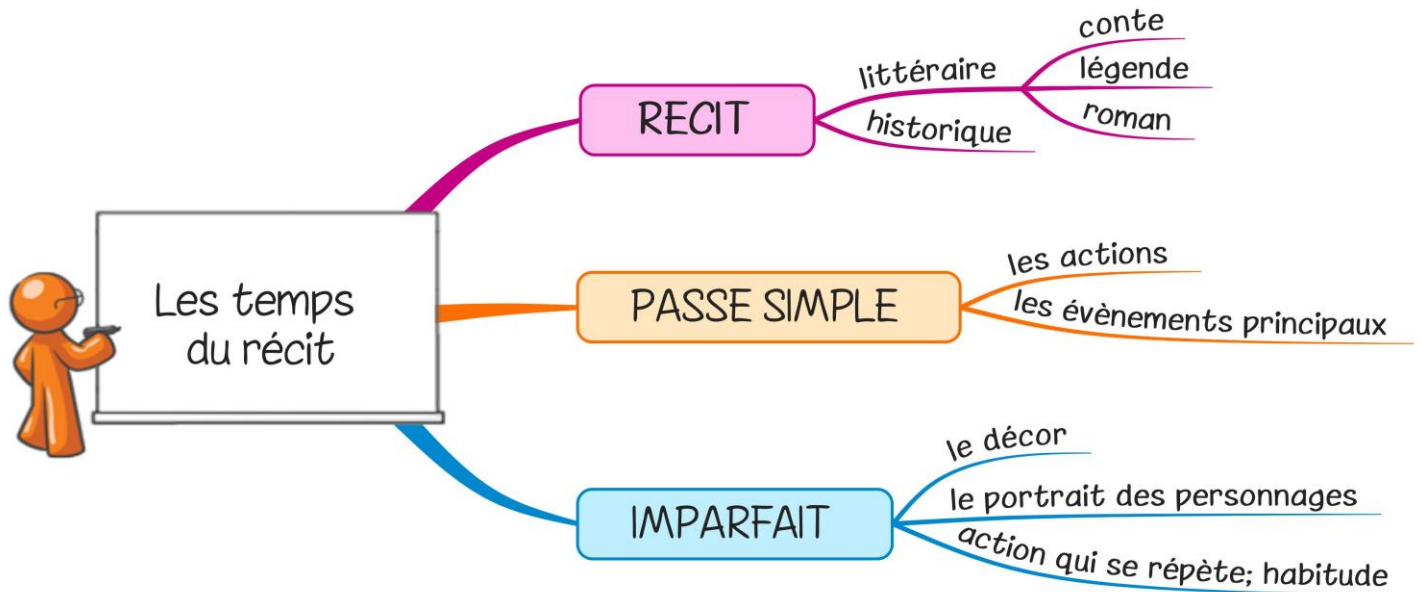 Les temps
du récit
RECIT
littéraire
conte
légende
roman
historique
PASSE SIMPLE
les actions
les évènements principaux
IMPARFAIT
le décor
le portrait des personnages
action qui se répète; habitude